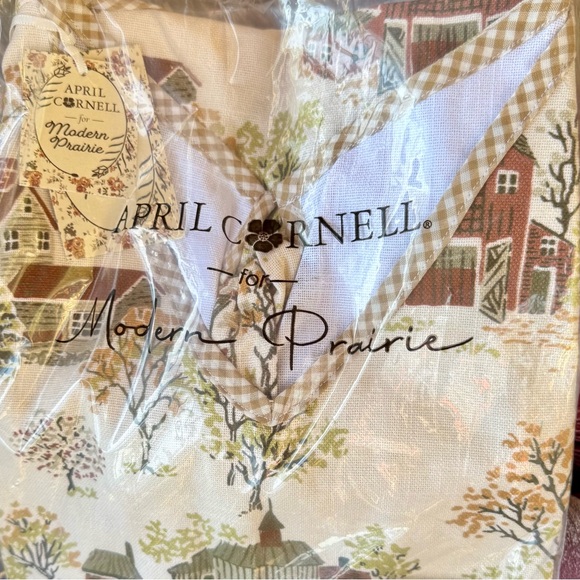 APRIL
CORNELL
for
Modern
Prairie
APRIL CORNELL®
for
Modern Prairie